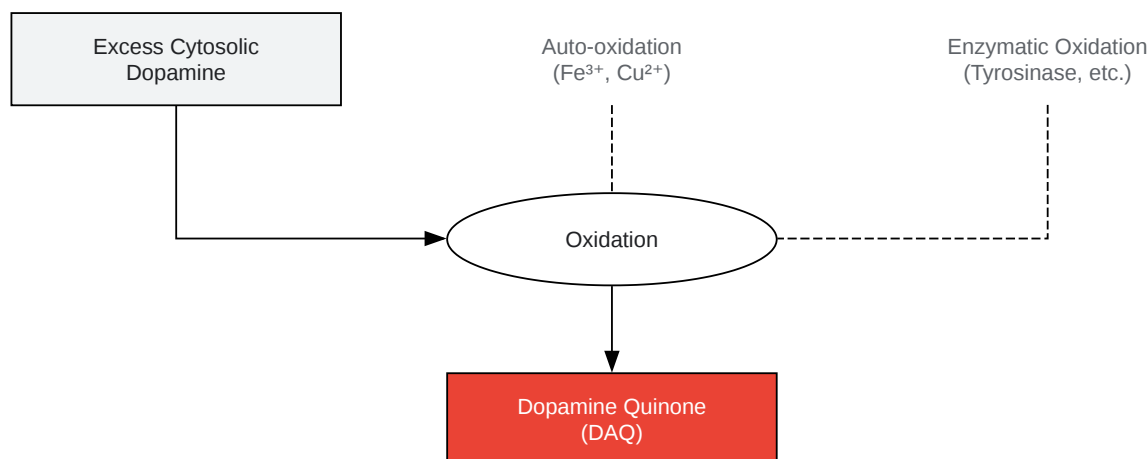 Excess Cytosolic
Dopamine
Auto-oxidation
(Fe³⁺, Cu²⁺)
Enzymatic Oxidation
(Tyrosinase, etc.)
Oxidation
Dopamine Quinone
(DAQ)